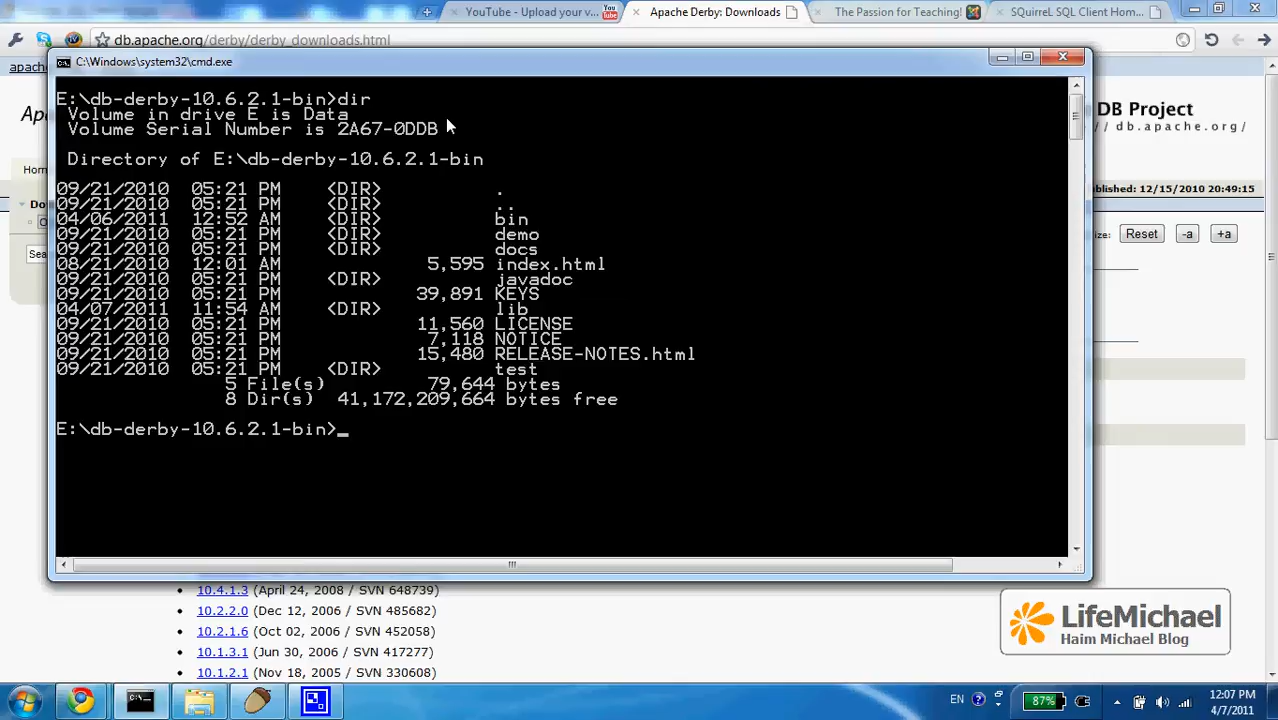 YouTube - Upload your v...
Apache Derby: Downloads
The Passion for Teaching!
SQuirreL SQL Client Hom...
db.apache.org/derby/derby_downloads.html
C:\Windows\system32\cmd.exe
E:\db-derby-10.6.2.1-bin>dir
Volume in drive E is Data
Volume Serial Number is 2A67-0DDB
Directory of E:\db-derby-10.6.2.1-bin
09/21/2010 05:21 PM <DIR> .
09/21/2010 05:21 PM <DIR> ..
04/06/2011 12:52 AM <DIR> bin
09/21/2010 05:21 PM <DIR> demo
09/21/2010 05:21 PM <DIR> docs
08/21/2010 12:01 AM 5,595 index.html
09/21/2010 05:21 PM <DIR> javadoc
09/21/2010 05:21 PM 39,891 KEYS
04/07/2011 11:54 AM <DIR> lib
09/21/2010 05:21 PM 11,560 LICENSE
09/21/2010 05:21 PM 7,118 NOTICE
09/21/2010 05:21 PM 15,480 RELEASE-NOTES.html
09/21/2010 05:21 PM <DIR> test
5 File(s) 79,644 bytes
8 Dir(s) 41,172,209,664 bytes free
E:\db-derby-10.6.2.1-bin>_
DB Project
// db.apache.org/
Hom
ublished: 12/15/2010 20:49:15
Reset
-a
+a
Sea
10.4.1.3 (April 24, 2008 / SVN 648739)
10.2.2.0 (Dec 12, 2006 / SVN 485682)
10.2.1.6 (Oct 02, 2006 / SVN 452058)
10.1.3.1 (Jun 30, 2006 / SVN 417277)
10.1.2.1 (Nov 18, 2005 / SVN 330608)
LifeMichael
Haim Michael Blog
EN
87%
12:07 PM
4/7/2011